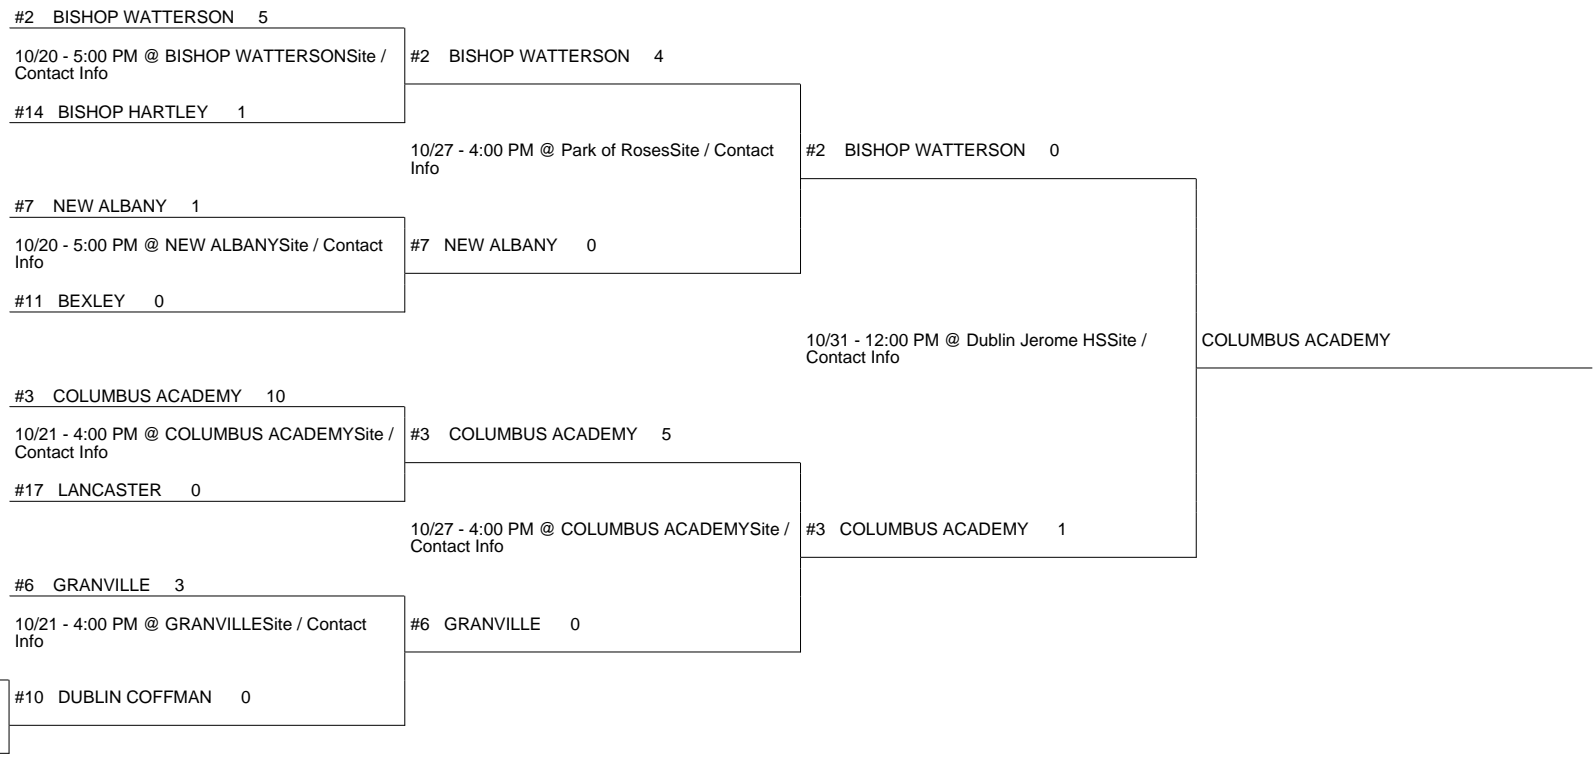 #2 BISHOP WATTERSON 5
10/20 - 5:00 PM @ BISHOP WATTERSONSite /
Contact Info
#14 BISHOP HARTLEY 1
#2 BISHOP WATTERSON 4
10/27 - 4:00 PM @ Park of RosesSite / Contact
Info
#2 BISHOP WATTERSON 0
#7 NEW ALBANY 1
10/20 - 5:00 PM @ NEW ALBANYSite / Contact
Info
#11 BEXLEY 0
#7 NEW ALBANY 0
10/31 - 12:00 PM @ Dublin Jerome HSSite /
Contact Info
COLUMBUS ACADEMY
#3 COLUMBUS ACADEMY 10
10/21 - 4:00 PM @ COLUMBUS ACADEMYSite /
Contact Info
#17 LANCASTER 0
#3 COLUMBUS ACADEMY 5
10/27 - 4:00 PM @ COLUMBUS ACADEMYSite /
Contact Info
#3 COLUMBUS ACADEMY 1
#6 GRANVILLE 3
10/21 - 4:00 PM @ GRANVILLESite / Contact
Info
#10 DUBLIN COFFMAN 0
#6 GRANVILLE 0